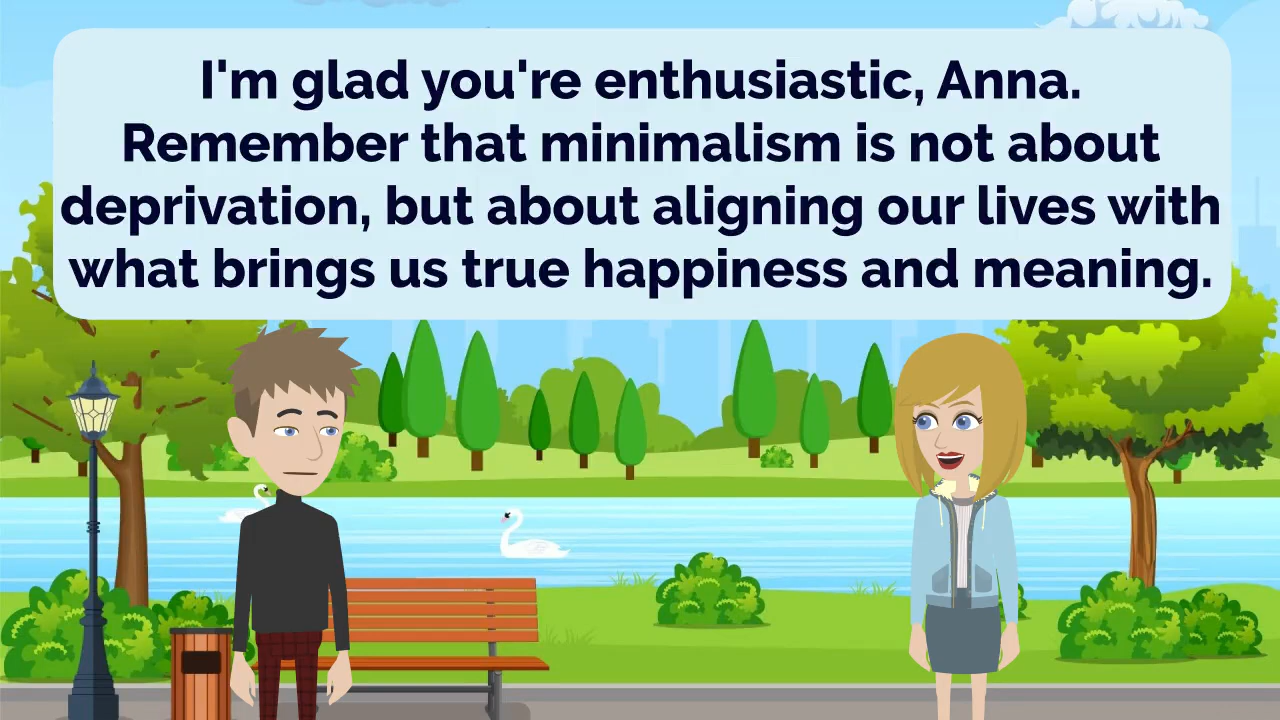 I'm glad you're enthusiastic, Anna.
Remember that minimalism is not about
deprivation, but about aligning our lives with
what brings us true happiness and meaning.